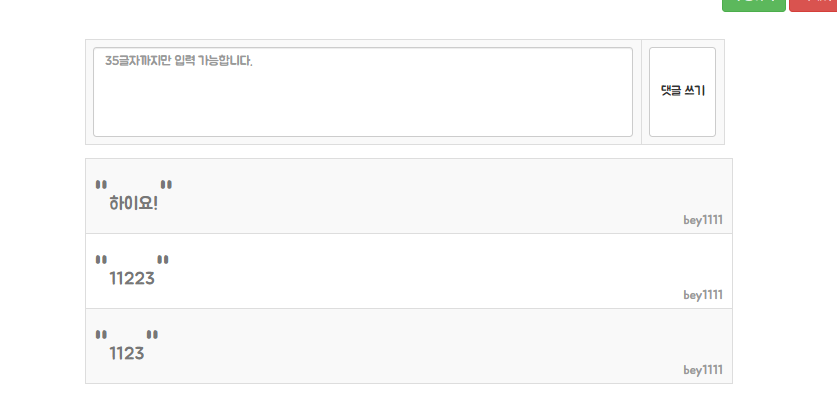 35글자까지만 입력 가능합니다.
댓글 쓰기
" 하이요! "
bey1111
" 11223 "
bey1111
" 1123 "
bey1111